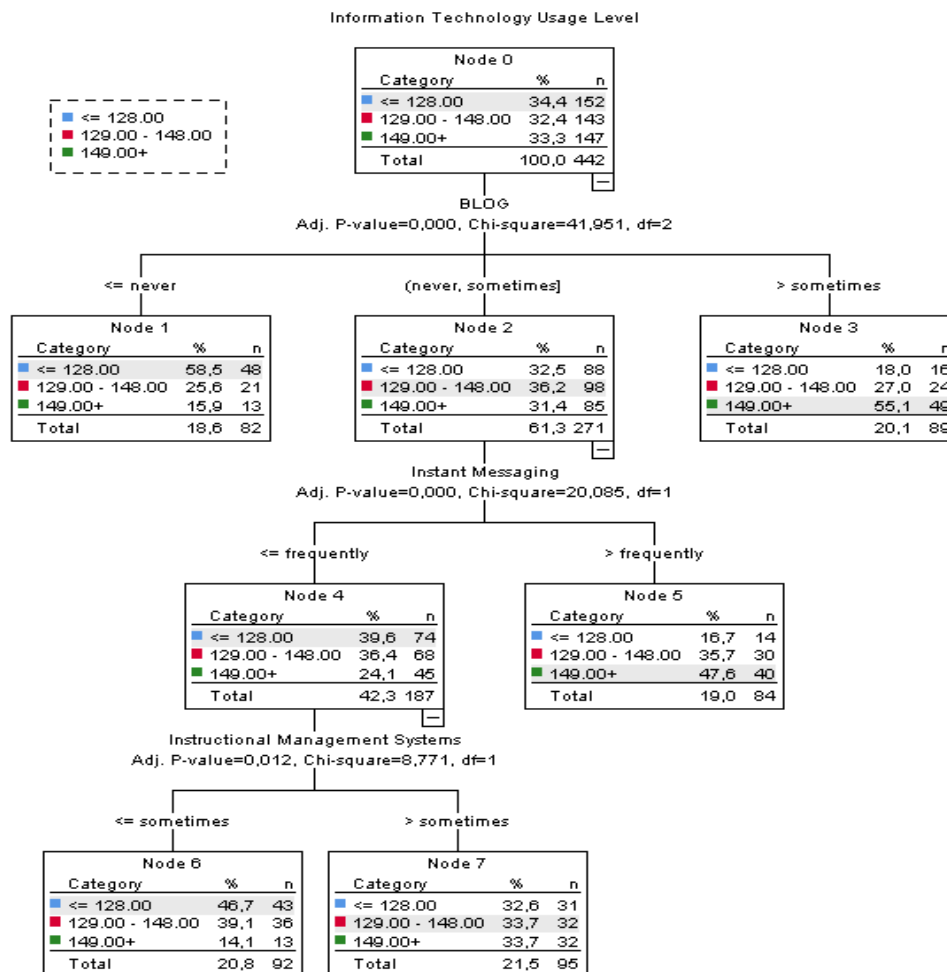 Information Technology Usage Level
<= 128.00
129.00 - 148.00
149.00+
Node 0
Category % n
<= 128.00 34,4 152
129.00 - 148.00 32,4 143
149.00+ 33,3 147
Total 100,0 442
BLOG
Adj. P-value=0,000, Chi-square=41,951, df=2
<= never
(never, sometimes]
> sometimes
Node 1
Category % n
<= 128.00 58,5 48
129.00 - 148.00 25,6 21
149.00+ 15,9 13
Total 18,6 82
Node 2
Category % n
<= 128.00 32,5 88
129.00 - 148.00 36,2 98
149.00+ 31,4 85
Total 61,3 271
Node 3
Category % n
<= 128.00 18,0 16
129.00 - 148.00 27,0 24
149.00+ 55,1 49
Total 20,1 89
Instant Messaging
Adj. P-value=0,000, Chi-square=20,085, df=1
<= frequently
> frequently
Node 4
Category % n
<= 128.00 39,6 74
129.00 - 148.00 36,4 68
149.00+ 24,1 45
Total 42,3 187
Node 5
Category % n
<= 128.00 16,7 14
129.00 - 148.00 35,7 30
149.00+ 47,6 40
Total 19,0 84
Instructional Management Systems
Adj. P-value=0,012, Chi-square=8,771, df=1
<= sometimes
> sometimes
Node 6
Category % n
<= 128.00 46,7 43
129.00 - 148.00 39,1 36
149.00+ 14,1 13
Total 20,8 92
Node 7
Category % n
<= 128.00 32,6 31
129.00 - 148.00 33,7 32
149.00+ 33,7 32
Total 21,5 95